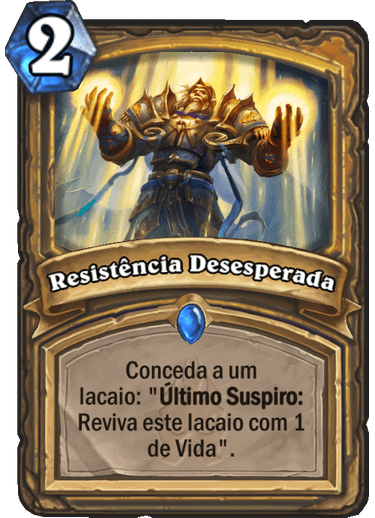 2
Resistência Desesperada
Conceda a um
lacaio: "Último Suspiro:
Reviva este lacaio com 1
de Vida".